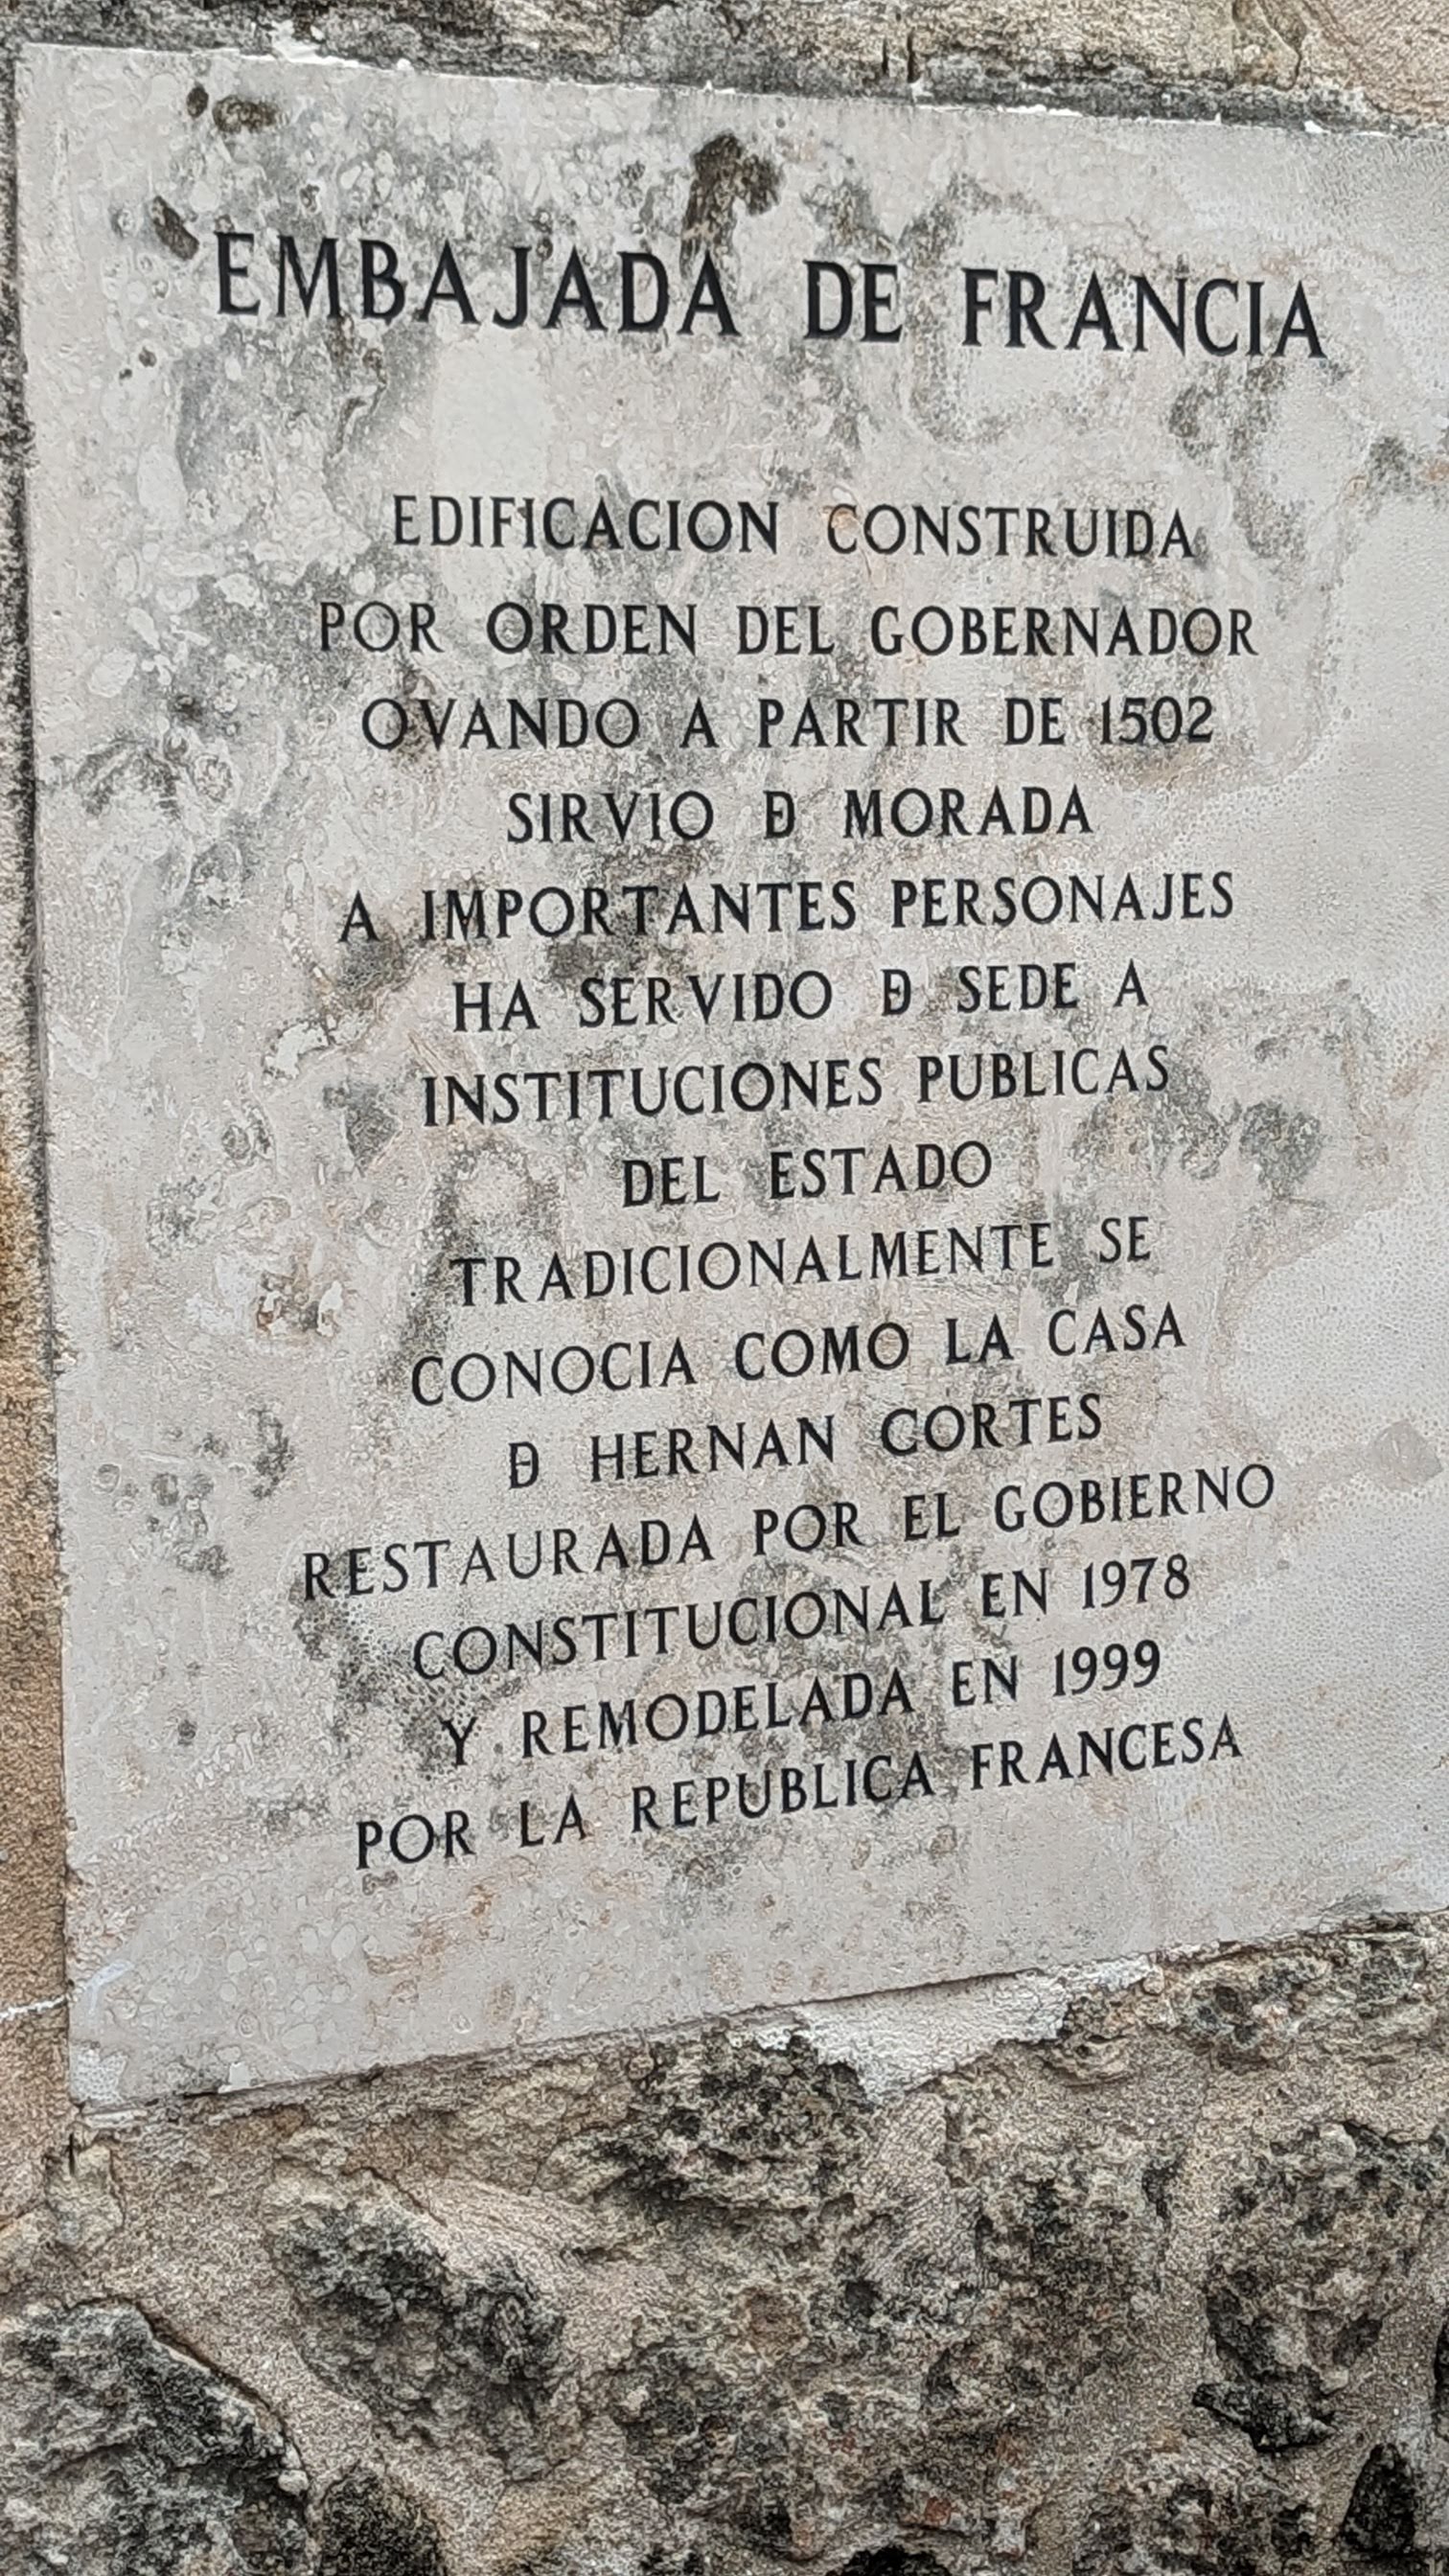 EMBAJADA DE FRANCIA
EDIFICACION CONSTRUIDA
POR ORDEN DEL GOBERNADOR
OVANDO A PARTIR DE 1502
SIRVIO Đ MORADA
A IMPORTANTES PERSONAJES
HA SERVIDO Đ SEDE A
INSTITUCIONES PUBLICAS
DEL ESTADO
TRADICIONALMENTE SE
CONOCIA COMO LA CASA
Đ HERNAN CORTES
RESTAURADA POR EL GOBIERNO
CONSTITUCIONAL EN 1978
Y REMODELADA EN 1999
POR LA REPUBLICA FRANCESA